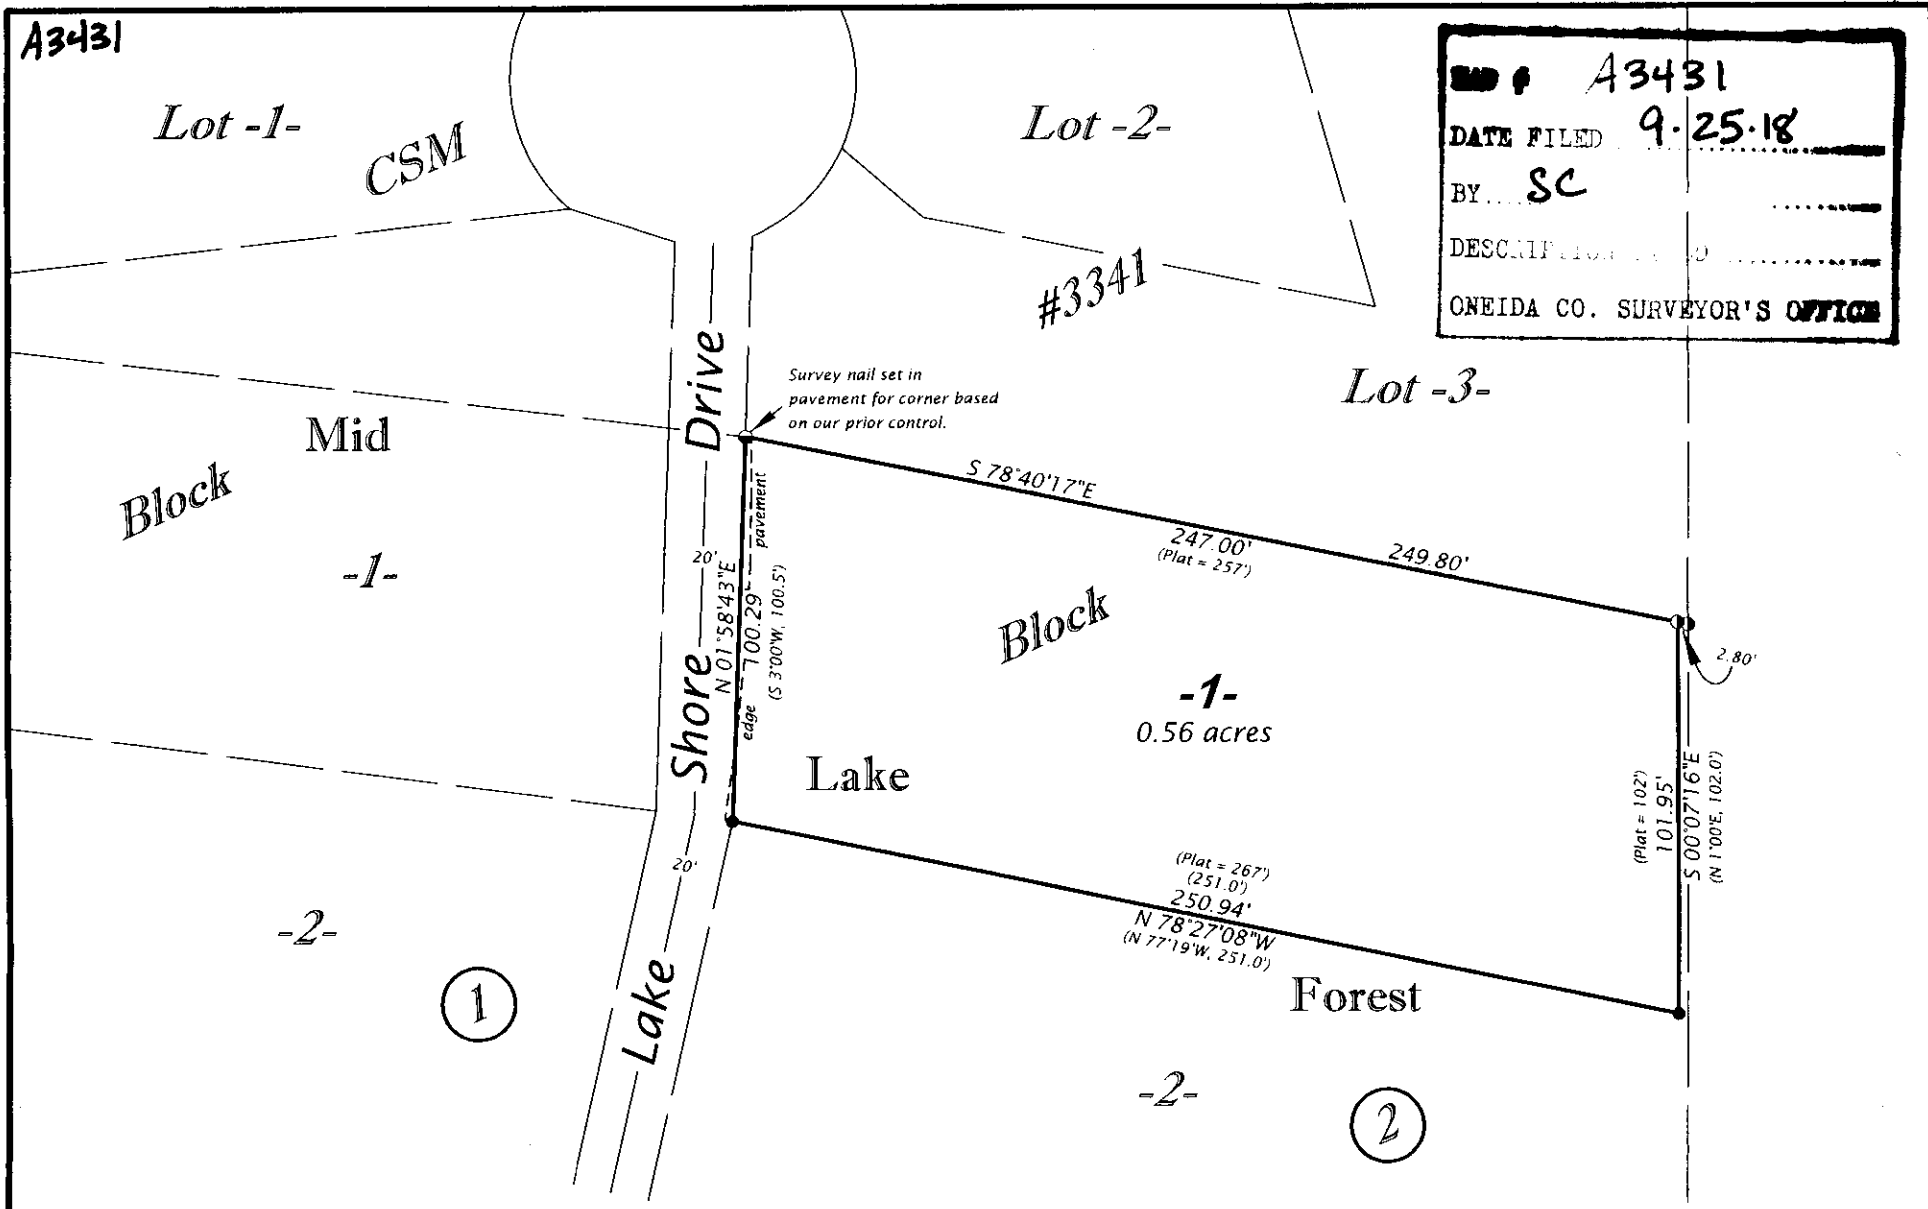 A3431
A3431
DATE FILED 9·25·18
BY SC
ONEIDA CO. SURVEYOR'S OFFICE
Lot -1-
CSM
Lot -2-
#3341
Lot -3-
Survey nail set in
pavement for corner based
on our prior control.
Mid
Block
-1-
Lake Shore Drive
20'
20'
N 01°58'43"E
100.29'
(S 3°00'W, 100.5')
edge pavement
S 78°40'17"E
247.00'
(Plat = 257')
249.80'
2.80'
Block
-1-
0.56 acres
Lake
(Plat = 102')
101.95'
S 00°07'16"E
(N 1°00'E, 102.0')
(Plat = 267')
(251.0')
250.94'
N 78°27'08"W
(N 77°19'W, 251.0')
Forest
-2-
1
-2-
2